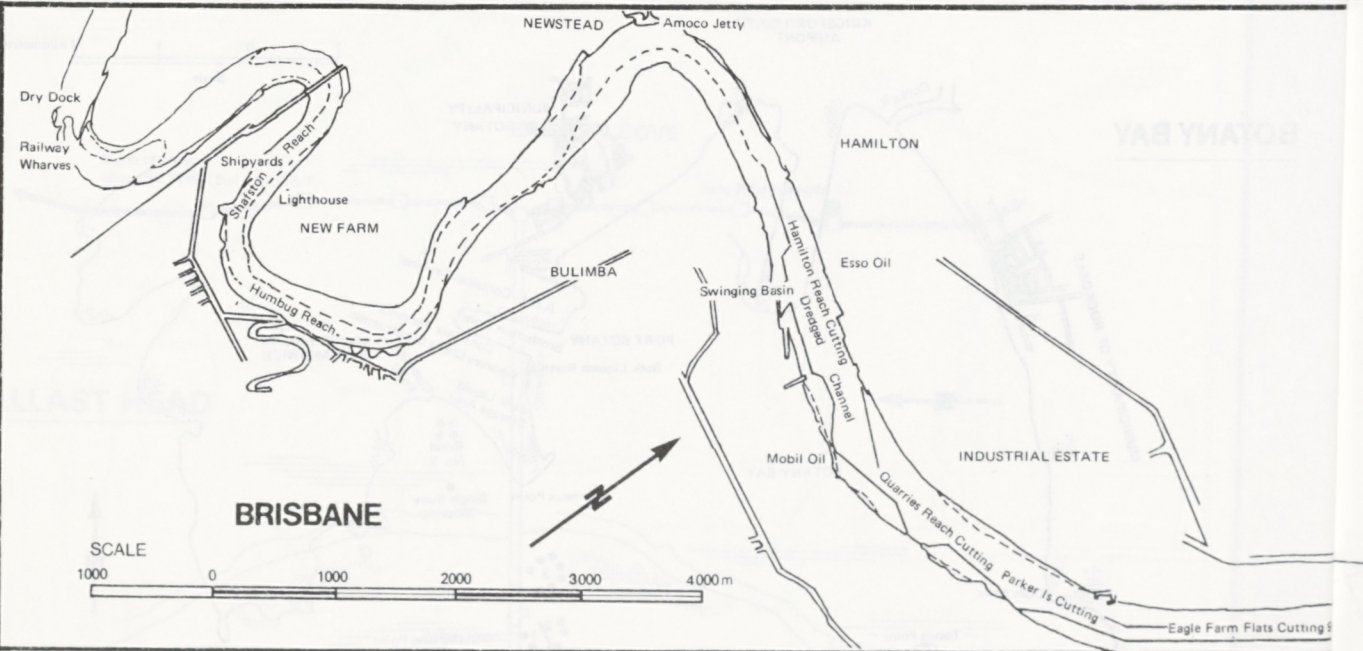 NEWSTEAD
Amoco Jetty
Dry Dock
Railway
Wharves
Shipyards
Shafston Reach
Lighthouse
NEW FARM
HAMILTON
BULIMBA
Esso Oil
Swinging Basin
Hamilton Reach Cutting
Dredged Channel
Humbug Reach
Mobil Oil
INDUSTRIAL ESTATE
Quarries Reach Cutting
Parker Is Cutting
Eagle Farm Flats Cutting
BRISBANE
N
SCALE
1000 0 1000 2000 3000 4000 m
BOTANY BAY